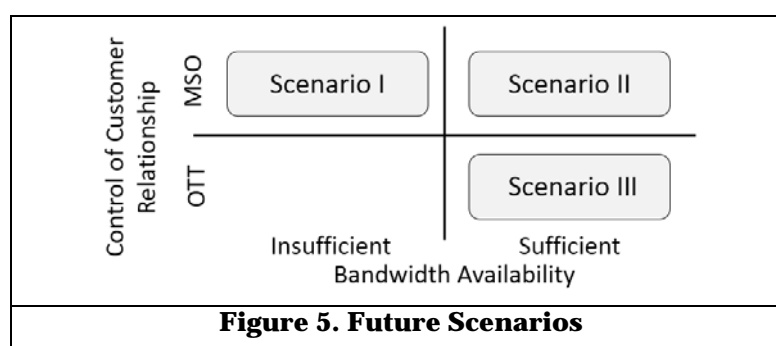 Control of Customer
Relationship
MSO
OTT
Scenario I
Scenario II
Scenario III
Insufficient
Sufficient
Bandwidth Availability
Figure 5. Future Scenarios